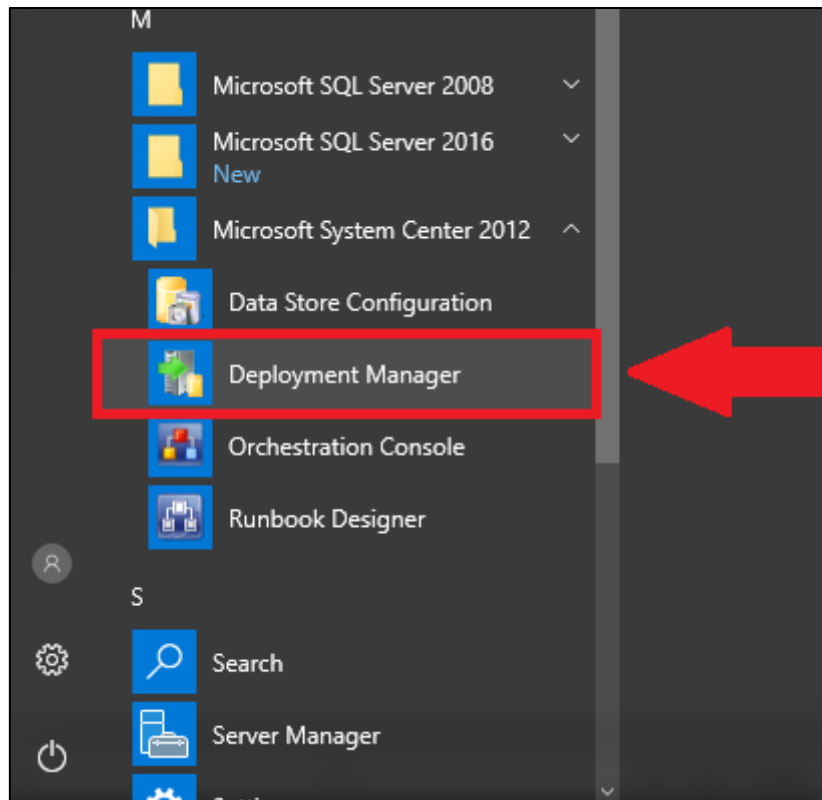 M
Microsoft SQL Server 2008
Microsoft SQL Server 2016
New
Microsoft System Center 2012
Data Store Configuration
Deployment Manager
Orchestration Console
Runbook Designer
S
Search
Server Manager